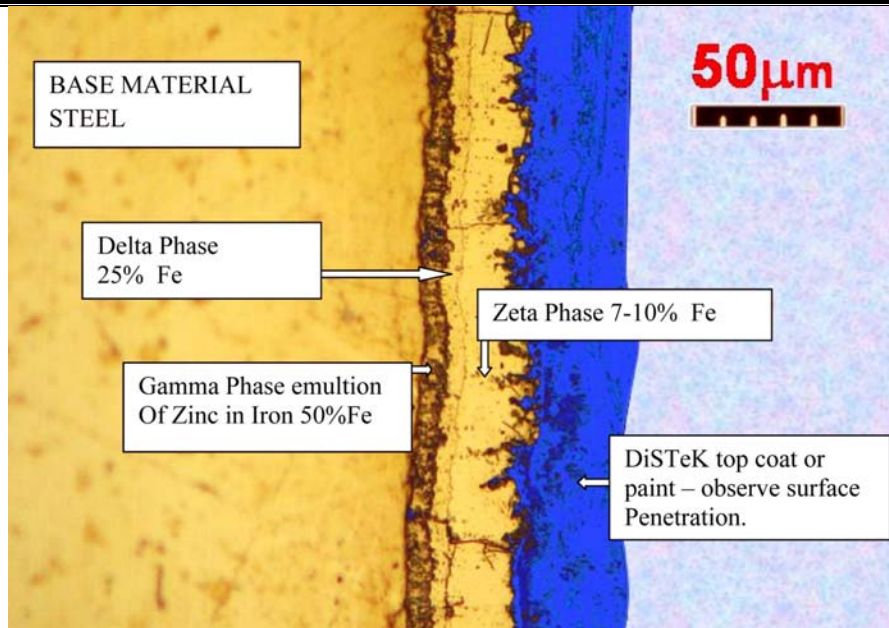 BASE MATERIAL
STEEL
50μm
Delta Phase
25% Fe
Zeta Phase 7-10% Fe
Gamma Phase emultion
Of Zinc in Iron 50%Fe
DiSTeK top coat or
paint – observe surface
Penetration.